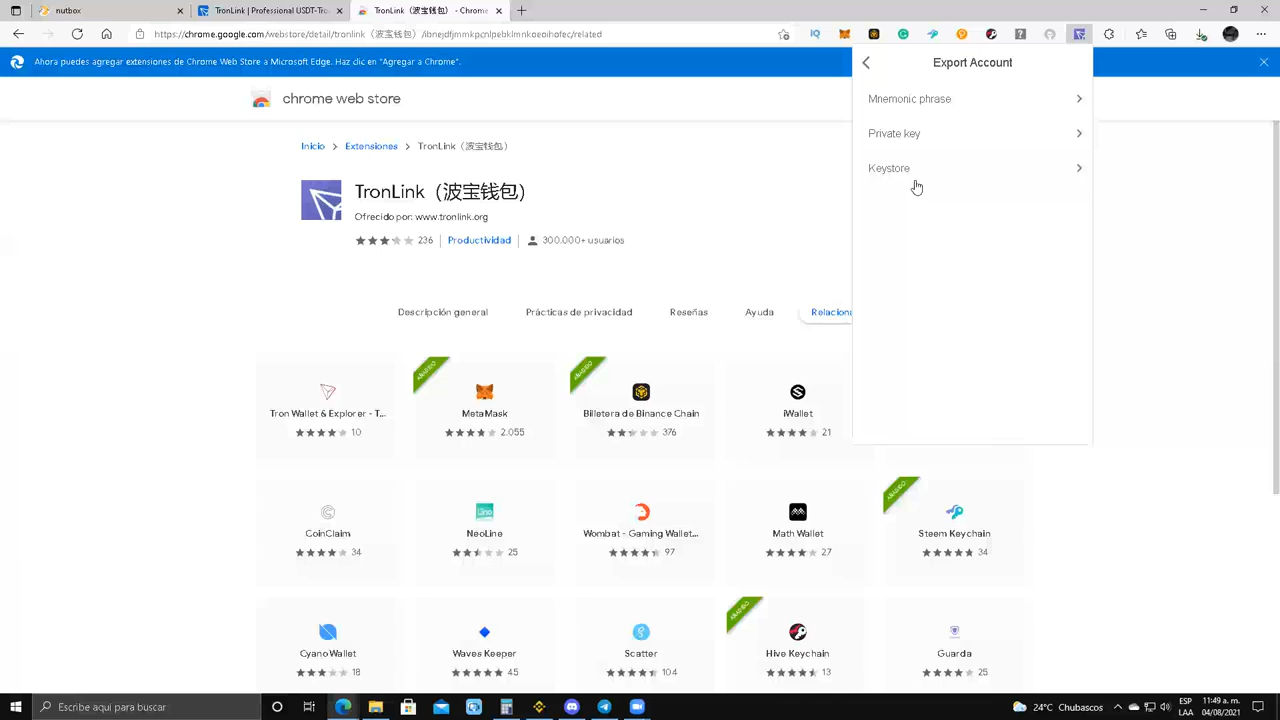 nutbox
TronLink | Professional USDT-Tron
TronLink（波宝钱包）- Chrome
https://chrome.google.com/webstore/detail/tronlink（波宝钱包）/ibnejdfjmmkpcnlpebklmnkoeoihofec/related
Ahora puedes agregar extensiones de Chrome Web Store a Microsoft Edge. Haz clic en "Agregar a Chrome".
Export Account
Mnemonic phrase
Private key
Keystore
chrome web store
Inicio
Extensiones
TronLink（波宝钱包）
TronLink（波宝钱包）
Ofrecido por: www.tronlink.org
236
Productividad
300.000+ usuarios
Descripción general
Prácticas de privacidad
Reseñas
Ayuda
Relaciona
AÑADIDO
AÑADIDO
Tron Wallet & Explorer - T...
MetaMask
Billetera de Binance Chain
iWallet
10
2.055
376
21
AÑADIDO
CoinClaim
NeoLine
Wombat - Gaming Wallet...
Math Wallet
Steem Keychain
34
25
97
27
34
AÑADIDO
CyanoWallet
Waves Keeper
Scatter
Hive Keychain
Guarda
18
45
104
13
25
Escribe aquí para buscar
24°C Chubascos
ESP
LAA
11:49 a. m.
04/08/2021